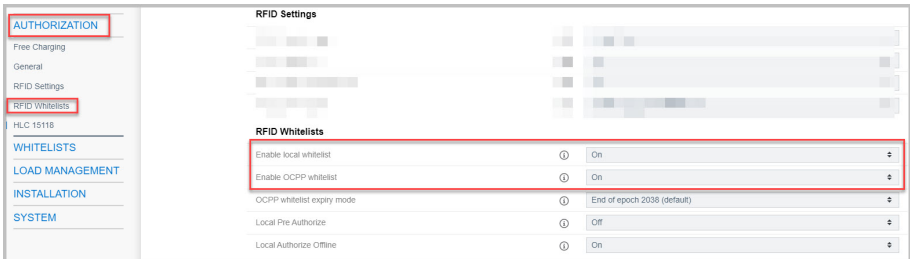 AUTHORIZATION
Free Charging
General
RFID Settings
RFID Whitelists
HLC 15118
WHITELISTS
LOAD MANAGEMENT
INSTALLATION
SYSTEM
RFID Settings
RFID Whitelists
Enable local whitelist On
Enable OCPP whitelist On
OCPP whitelist expiry mode End of epoch 2038 (default)
Local Pre Authorize Off
Local Authorize Offline On